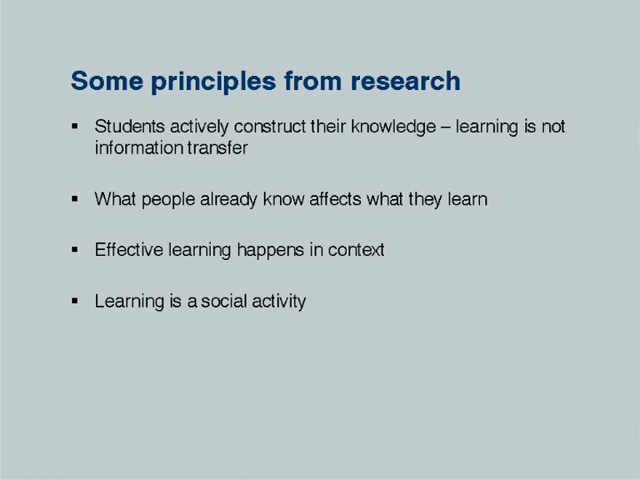 Some principles from research
▪ Students actively construct their knowledge – learning is not
information transfer
▪ What people already know affects what they learn
▪ Effective learning happens in context
▪ Learning is a social activity